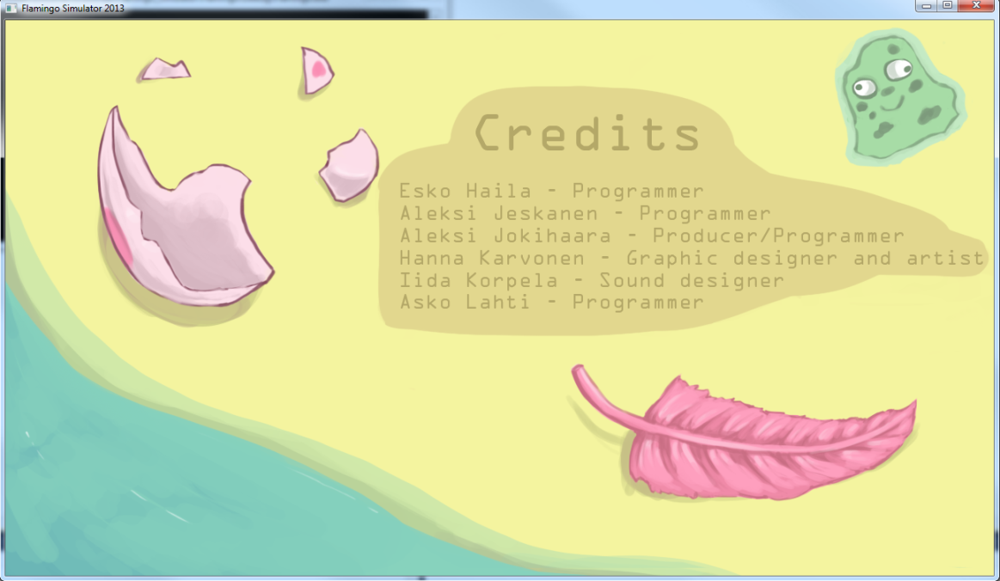 Flamingo Simulator 2013
Credits
Esko Haila - Programmer
Aleksi Jeskanen - Programmer
Aleksi Jokihaara - Producer/Programmer
Hanna Karvonen - Graphic designer and artist
Iida Korpela - Sound designer
Asko Lahti - Programmer